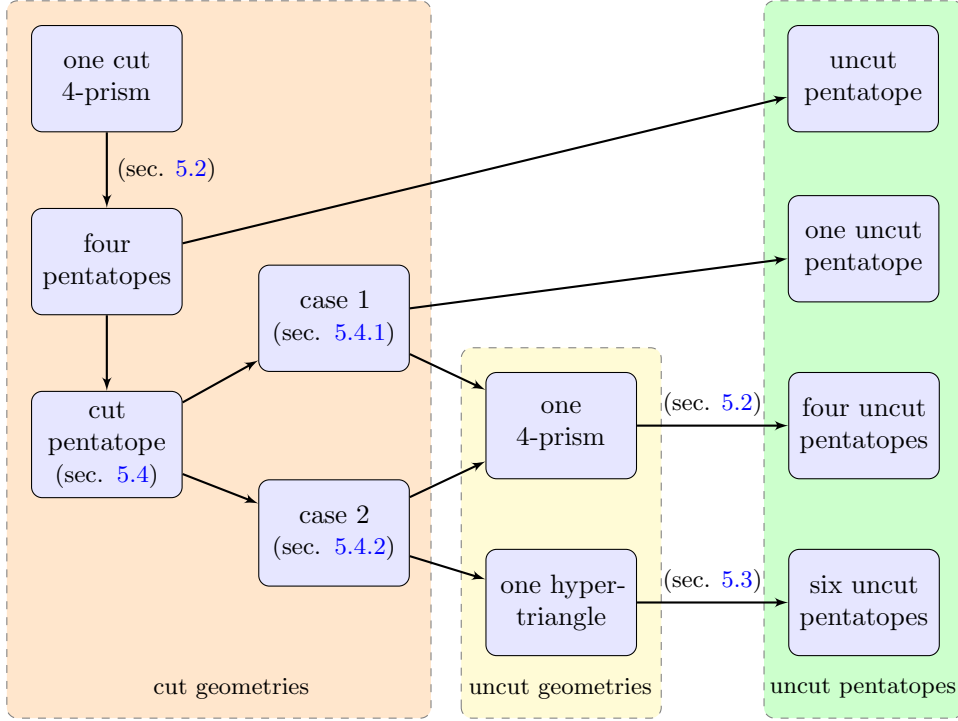 one cut
4-prism
(sec. 5.2)
four
pentatopes
cut
pentatope
(sec. 5.4)
case 1
(sec. 5.4.1)
case 2
(sec. 5.4.2)
cut geometries
one
4-prism
one hyper-
triangle
uncut geometries
(sec. 5.2)
(sec. 5.3)
uncut
pentatope
one uncut
pentatope
four uncut
pentatopes
six uncut
pentatopes
uncut pentatopes